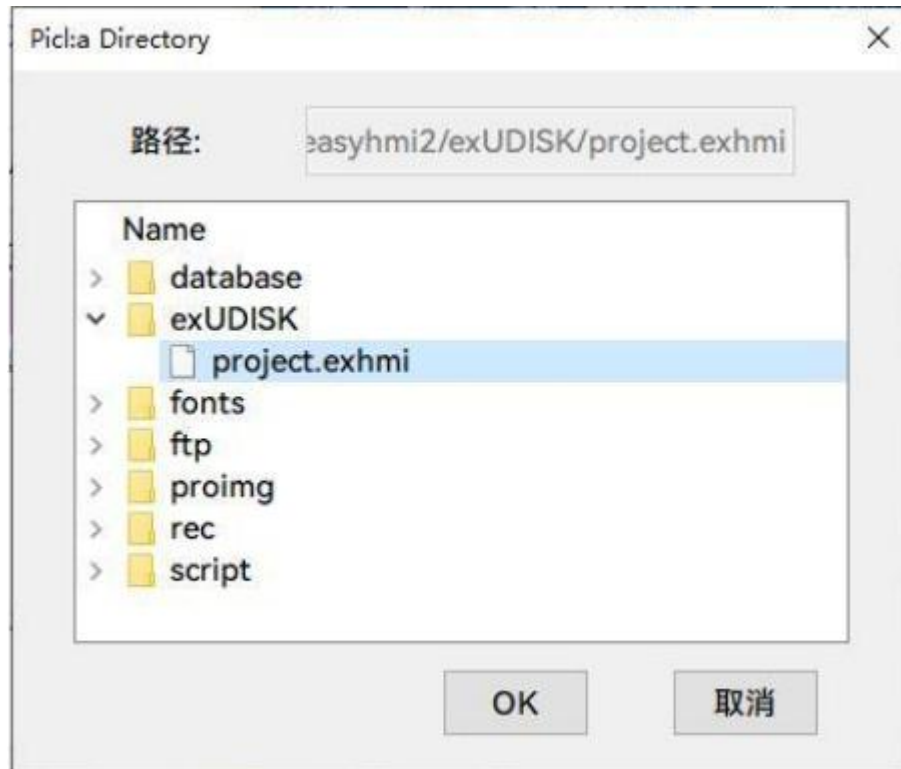 Picl:a Directory
路径: easyhmi2/exUDISK/project.exhmi
Name
database
exUDISK
project.exhmi
fonts
ftp
proimg
rec
script
OK 取消